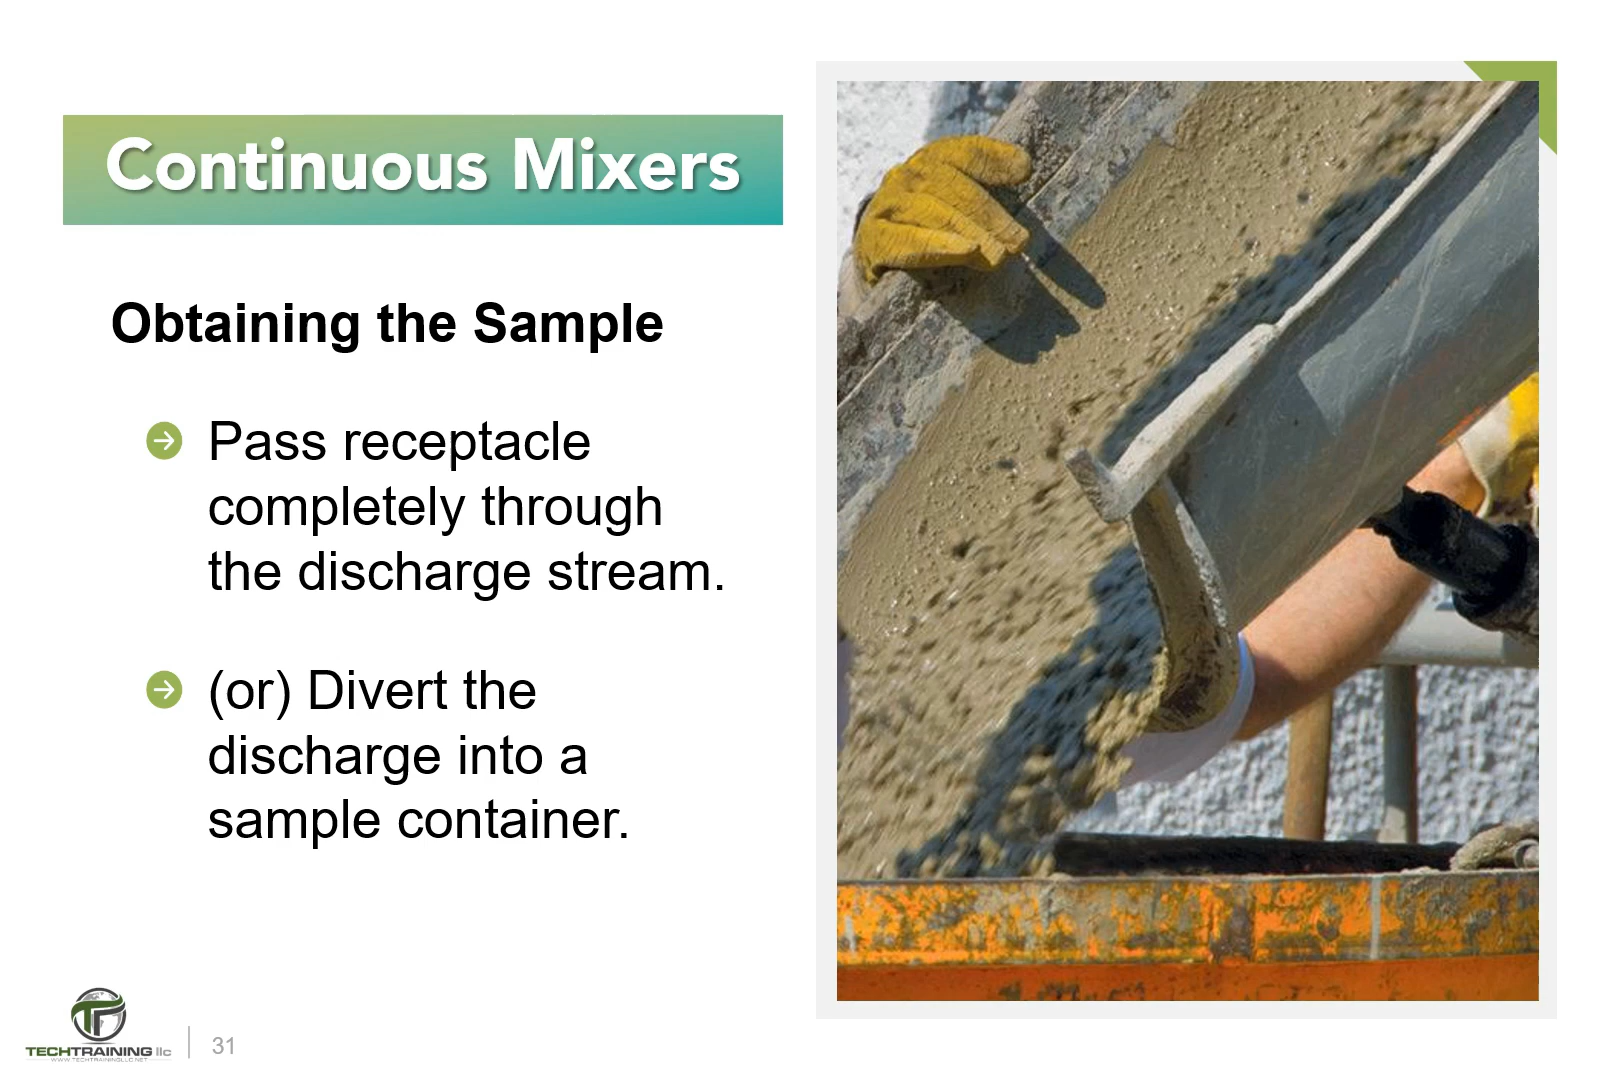 Continuous Mixers
Obtaining the Sample
Pass receptacle
completely through
the discharge stream.
(or) Divert the
discharge into a
sample container.
TF
TECHTRAINING llc
WWW.TECHTRAININGLLC.NET
31